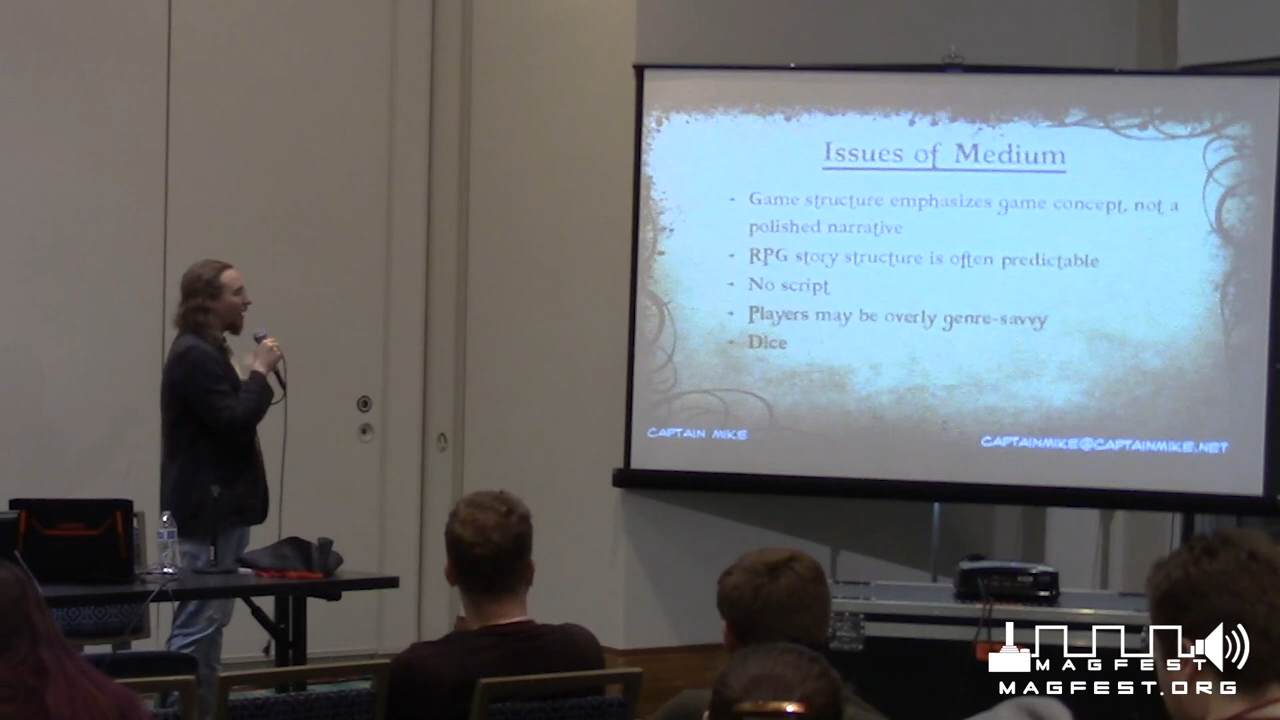 Issues of Medium
- Game structure emphasizes game concept, not a
polished narrative
- RPG story structure is often predictable
- No script
- Players may be overly genre-savvy
- Dice
CAPTAIN MIKE
CAPTAINMIKE@CAPTAINMIKE.NET
MAGFEST
MAGFEST.ORG